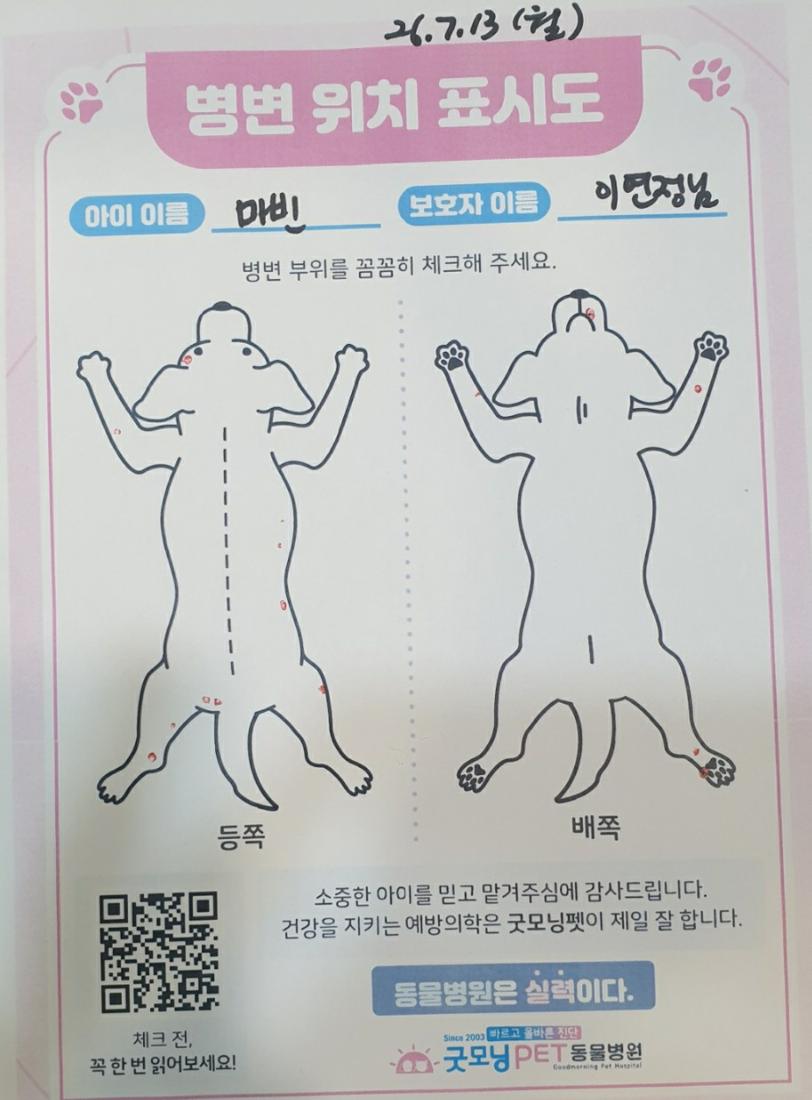 26.7.13 (월)
병변 위치 표시도
아이 이름 마빈
보호자 이름 이연정님
병변 부위를 꼼꼼히 체크해 주세요.
등쪽
배쪽
소중한 아이를 믿고 맡겨주심에 감사드립니다.
건강을 지키는 예방의학은 굿모닝펫이 제일 잘 합니다.
동물병원은 실력이다.
체크 전,
꼭 한 번 읽어보세요!
Since 2003 바르고 올바른 진단
굿모닝PET동물병원
Goodmorning Pet Hospital